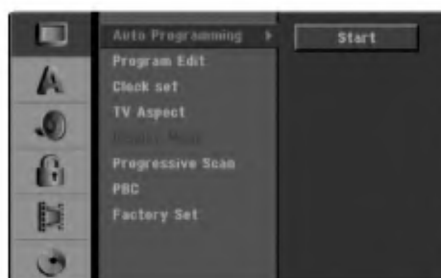 Auto Programming
Start
Program Edit
Clock set
TV Aspect
Progressive Scan
PBC
Factory Set